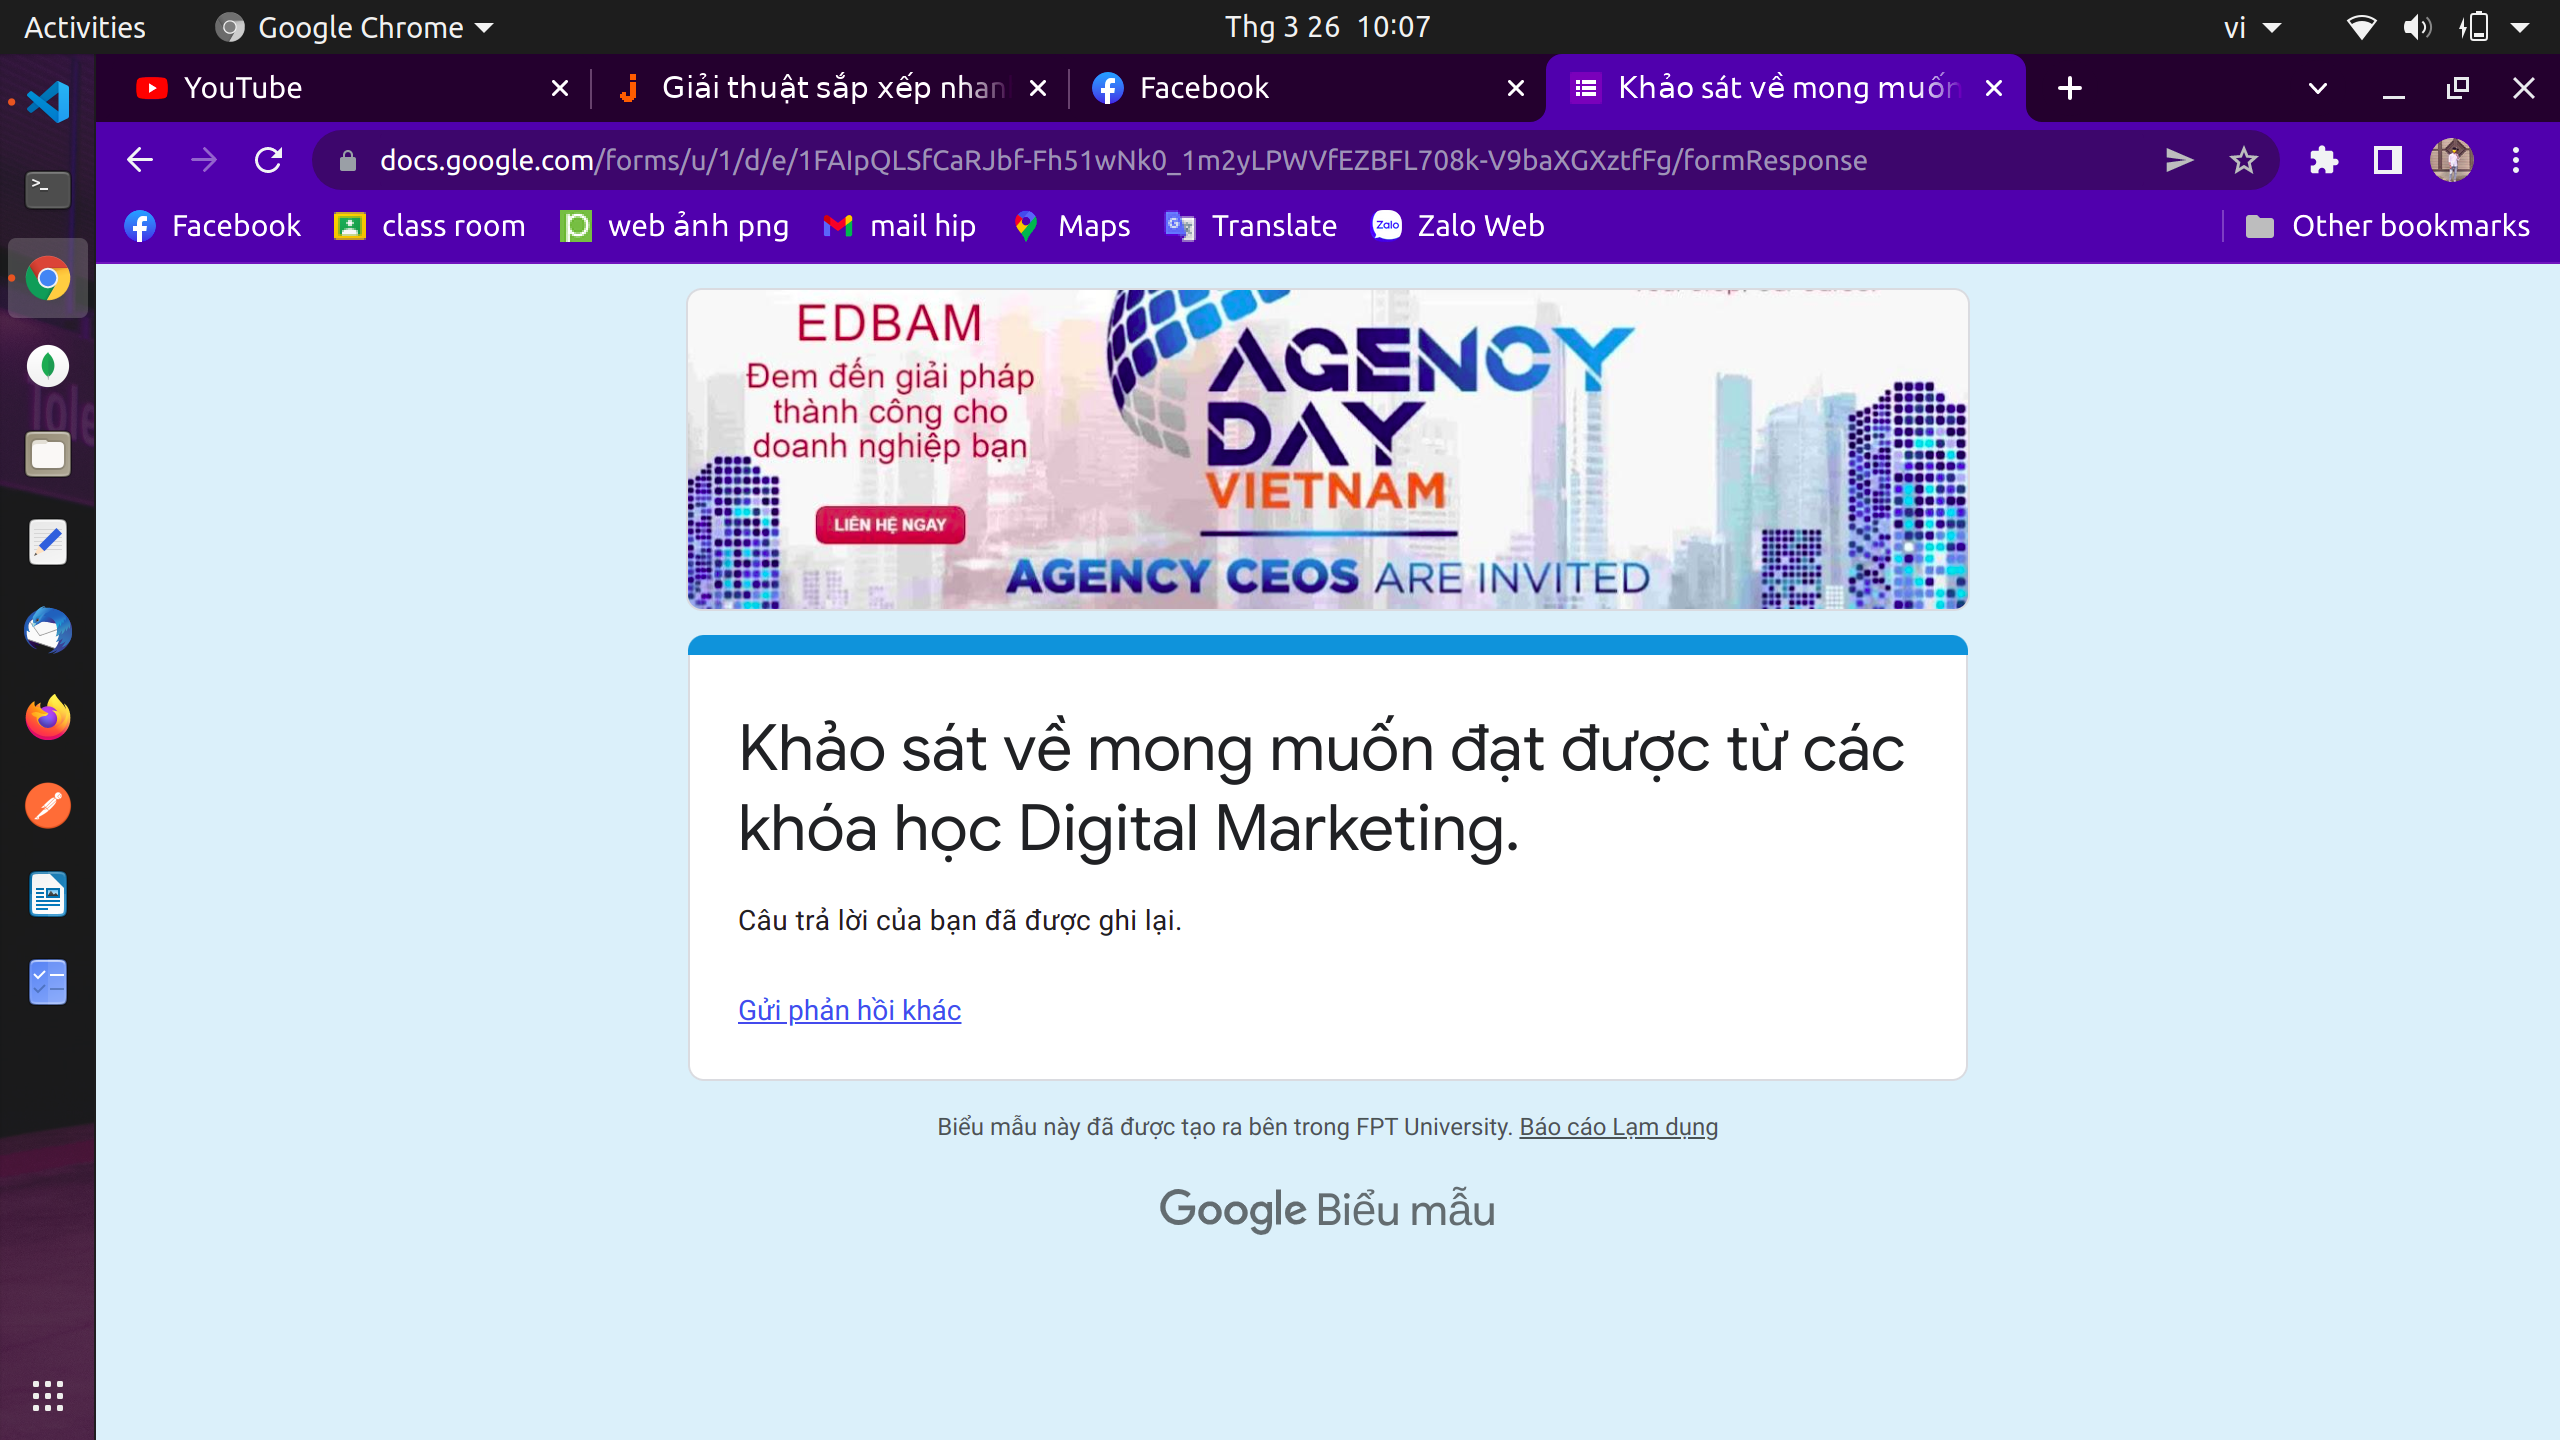 Activities
Google Chrome
Thg 3 26 10:07
vi
YouTube
Giải thuật sắp xếp nhanh
Facebook
Khảo sát về mong muốn
docs.google.com/forms/u/1/d/e/1FAIpQLSfCaRJbf-Fh51wNk0_1m2yLPWVfEZBFL708k-V9baXGXztfFg/formResponse
Facebook
class room
web ảnh png
mail hip
Maps
Translate
Zalo
Zalo Web
Other bookmarks
EDBAM
Đem đến giải pháp
thành công cho
doanh nghiệp bạn
LIÊN HỆ NGAY
AGENCY
DAY
VIETNAM
AGENCY CEOS ARE INVITED
Khảo sát về mong muốn đạt được từ các
khóa học Digital Marketing.
Câu trả lời của bạn đã được ghi lại.
Gửi phản hồi khác
Biểu mẫu này đã được tạo ra bên trong FPT University. Báo cáo Lạm dụng
Google Biểu mẫu